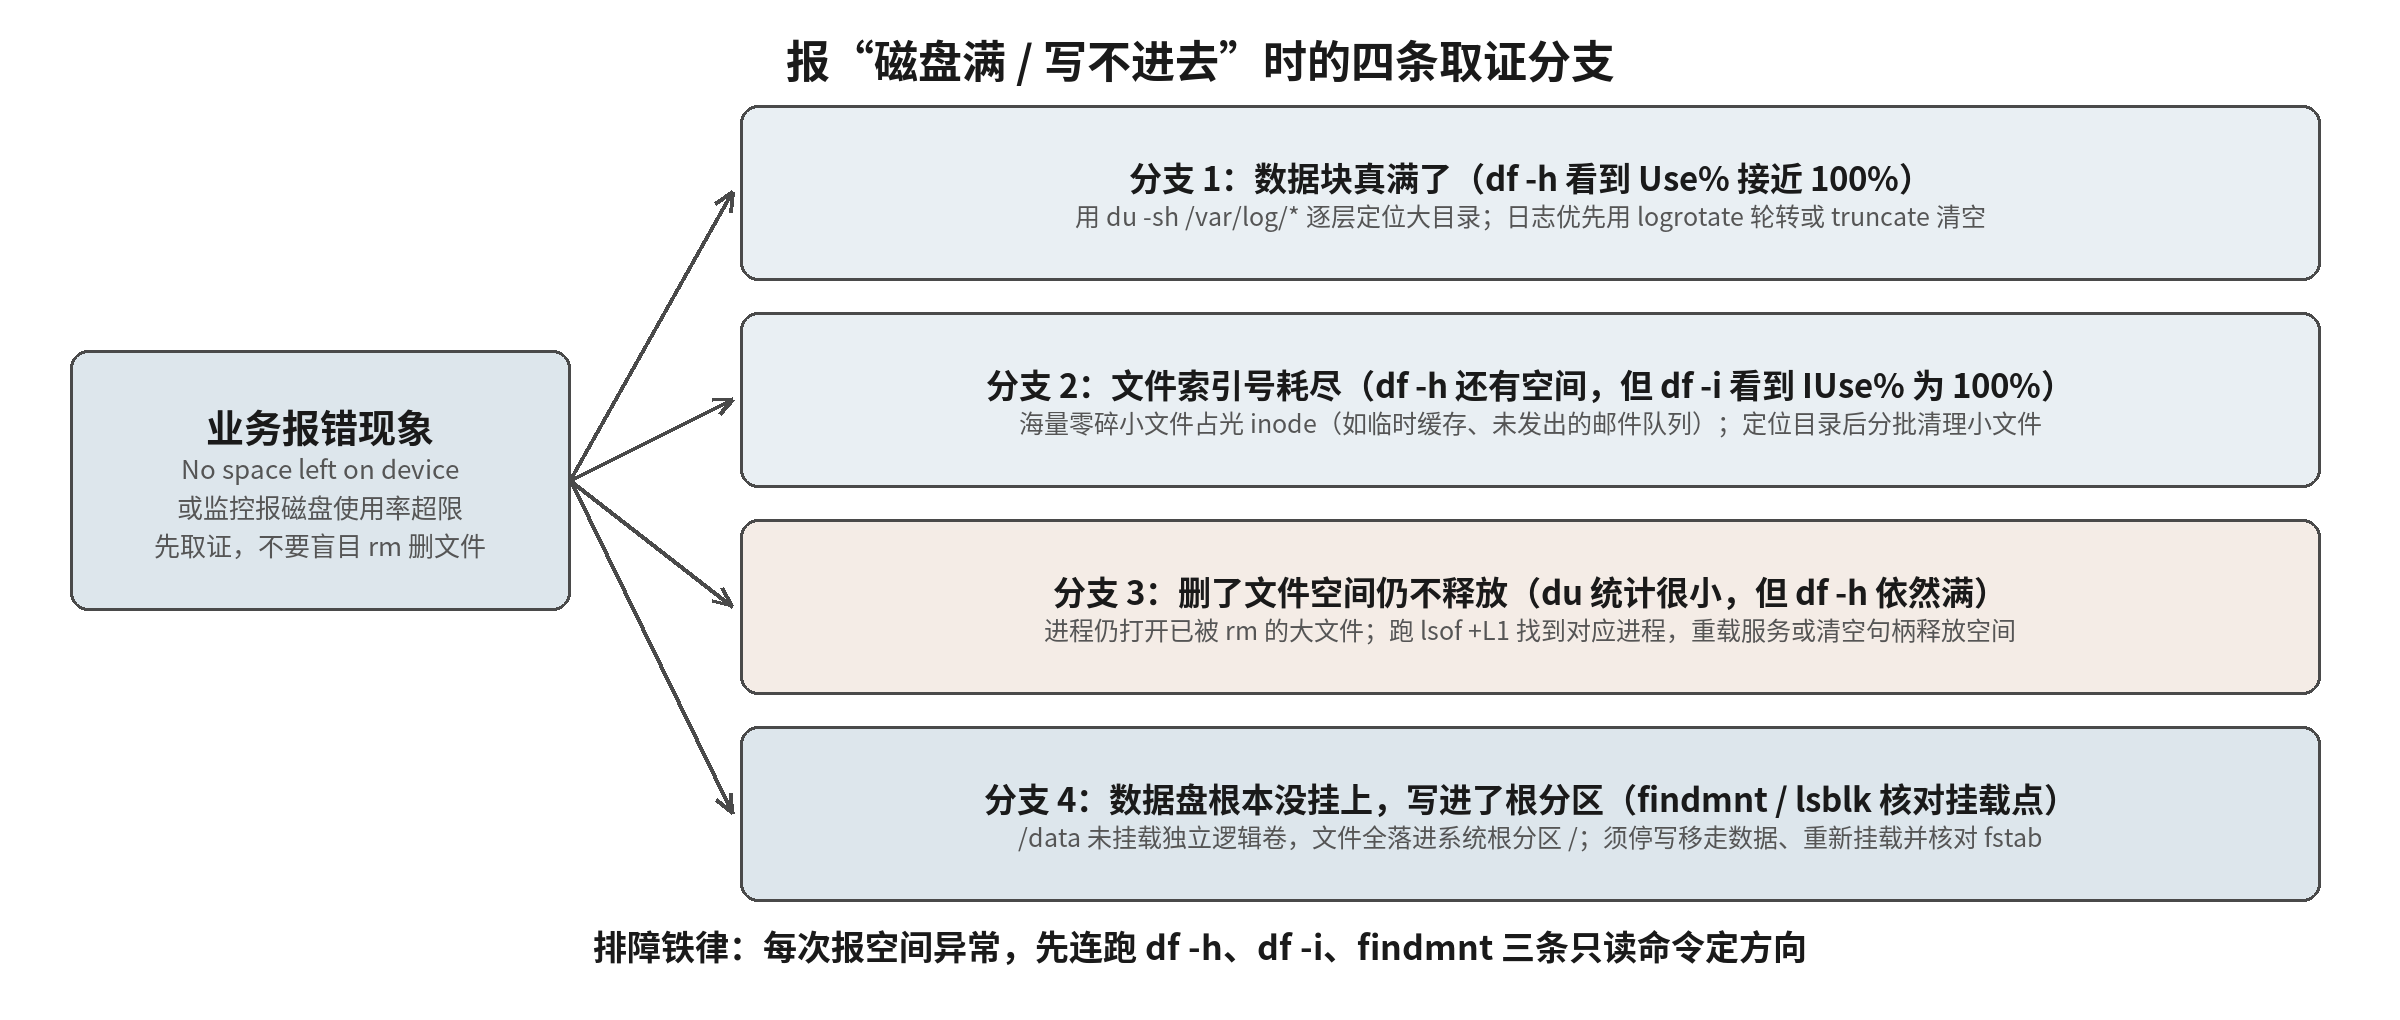 报“磁盘满 / 写不进去”时的四条取证分支
业务报错现象
No space left on device
或监控报磁盘使用率超限
先取证，不要盲目 rm 删文件
分支 1：数据块真满了（df -h 看到 Use% 接近 100%）
用 du -sh /var/log/* 逐层定位大目录；日志优先用 logrotate 轮转或 truncate 清空
分支 2：文件索引号耗尽（df -h 还有空间，但 df -i 看到 IUse% 为 100%）
海量零碎小文件占光 inode（如临时缓存、未发出的邮件队列）；定位目录后分批清理小文件
分支 3：删了文件空间仍不释放（du 统计很小，但 df -h 依然满）
进程仍打开已被 rm 的大文件；跑 lsof +L1 找到对应进程，重载服务或清空句柄释放空间
分支 4：数据盘根本没挂上，写进了根分区（findmnt / lsblk 核对挂载点）
/data 未挂载独立逻辑卷，文件全落进系统根分区 /；须停写移走数据、重新挂载并核对 fstab
排障铁律：每次报空间异常，先连跑 df -h、df -i、findmnt 三条只读命令定方向